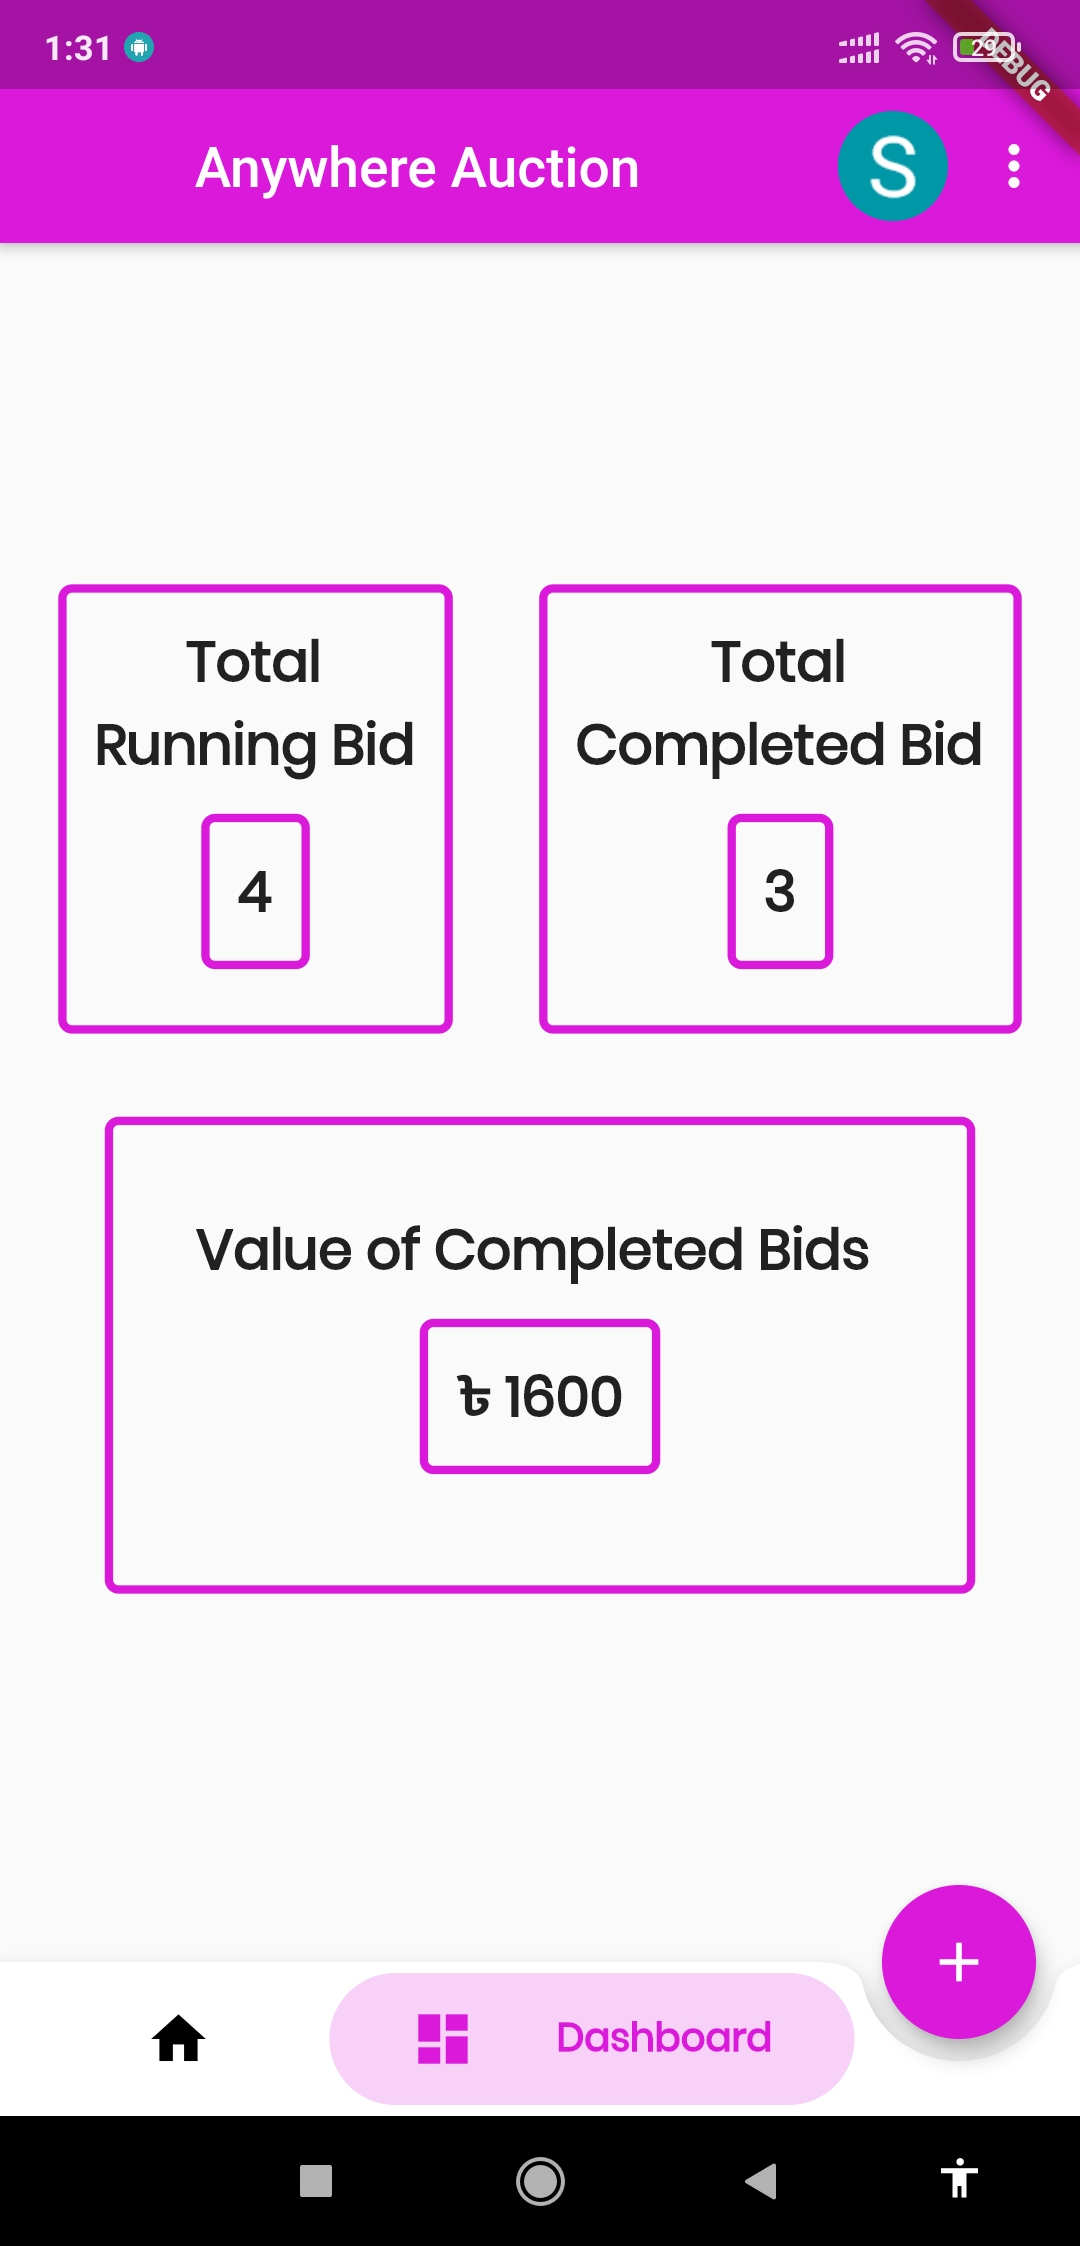 1:31
29
DEBUG
Anywhere Auction
S
Total
Running Bid
4
Total
Completed Bid
3
Value of Completed Bids
৳ 1600
Dashboard